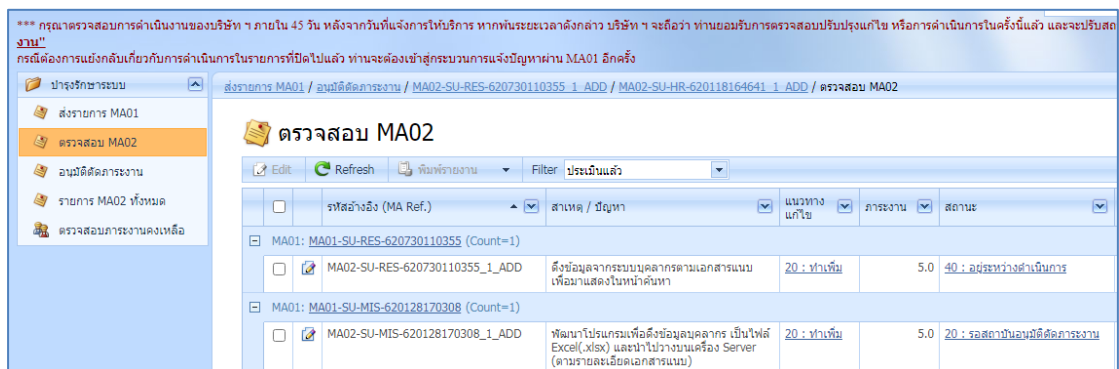 *** กรุณาตรวจสอบการดำเนินงานของบริษัท ฯ ภายใน 45 วัน หลังจากวันที่แจ้งการให้บริการ หากพ้นระยะเวลาดังกล่าว บริษัท ฯ จะถือว่า ท่านยอมรับการตรวจสอบปรับปรุงแก้ไข หรือการดำเนินการในครั้งนี้แล้ว และจะปรับสถ
งาน"
กรณีต้องการแย้งกลับเกี่ยวกับการดำเนินการในรายการที่ปิดไปแล้ว ท่านจะต้องเข้าสู่กระบวนการแจ้งปัญหาผ่าน MA01 อีกครั้ง
บำรุงรักษาระบบ
ส่งรายการ MA01
ตรวจสอบ MA02
อนุมัติตัดภาระงาน
รายการ MA02 ทั้งหมด
ตรวจสอบภาระงานคงเหลือ
ส่งรายการ MA01 / อนุมัติตัดภาระงาน / MA02-SU-RES-620730110355_1_ADD / MA02-SU-HR-620118164641_1_ADD / ตรวจสอบ MA02
ตรวจสอบ MA02
Edit Refresh พิมพ์รายงาน Filter ประเมินแล้ว
รหัสอ้างอิง (MA Ref.) สาเหตุ / ปัญหา แนวทาง ภาระงาน สถานะ
แก้ไข
MA01: MA01-SU-RES-620730110355 (Count=1)
MA02-SU-RES-620730110355_1_ADD ดึงข้อมูลจากระบบบุคลากรตามเอกสารแนบ 20 : ทำเพิ่ม 5.0 40 : อยู่ระหว่างดำเนินการ
เพื่อมาแสดงในหน้าค้นหา
MA01: MA01-SU-MIS-620128170308 (Count=1)
MA02-SU-MIS-620128170308_1_ADD พัฒนาโปรแกรมเพื่อดึงข้อมูลบุคลากร เป็นไฟล์ 20 : ทำเพิ่ม 5.0 20 : รอสถาบันอนุมัติตัดภาระงาน
Excel(.xlsx) และนำไปวางบนเครื่อง Server
(ตามรายละเอียดเอกสารแนบ)